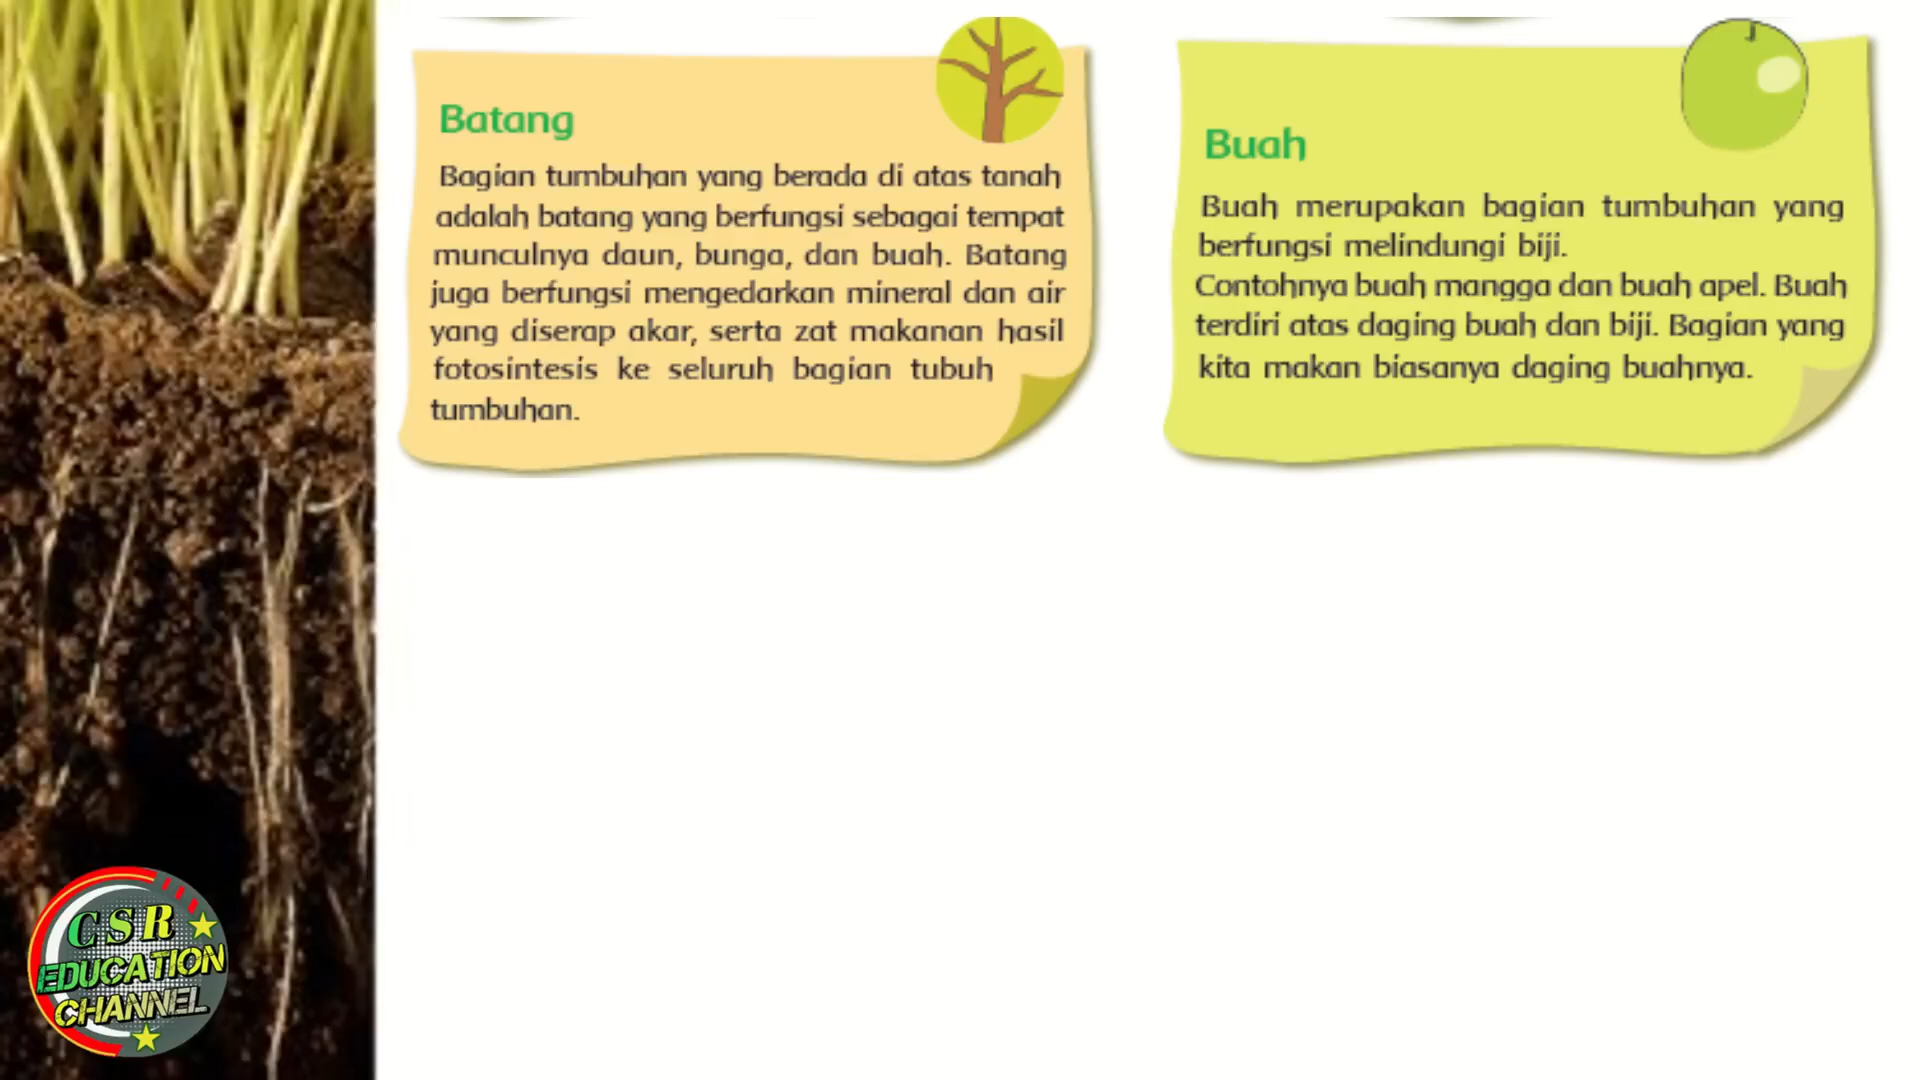 Batang
Bagian tumbuhan yang berada di atas tanah
adalah batang yang berfungsi sebagai tempat
munculnya daun, bunga, dan buah. Batang
juga berfungsi mengedarkan mineral dan air
yang diserap akar, serta zat makanan hasil
fotosintesis ke seluruh bagian tubuh
tumbuhan.
Buah
Buah merupakan bagian tumbuhan yang
berfungsi melindungi biji.
Contohnya buah mangga dan buah apel. Buah
terdiri atas daging buah dan biji. Bagian yang
kita makan biasanya daging buahnya.
CSR
EDUCATION
CHANNEL